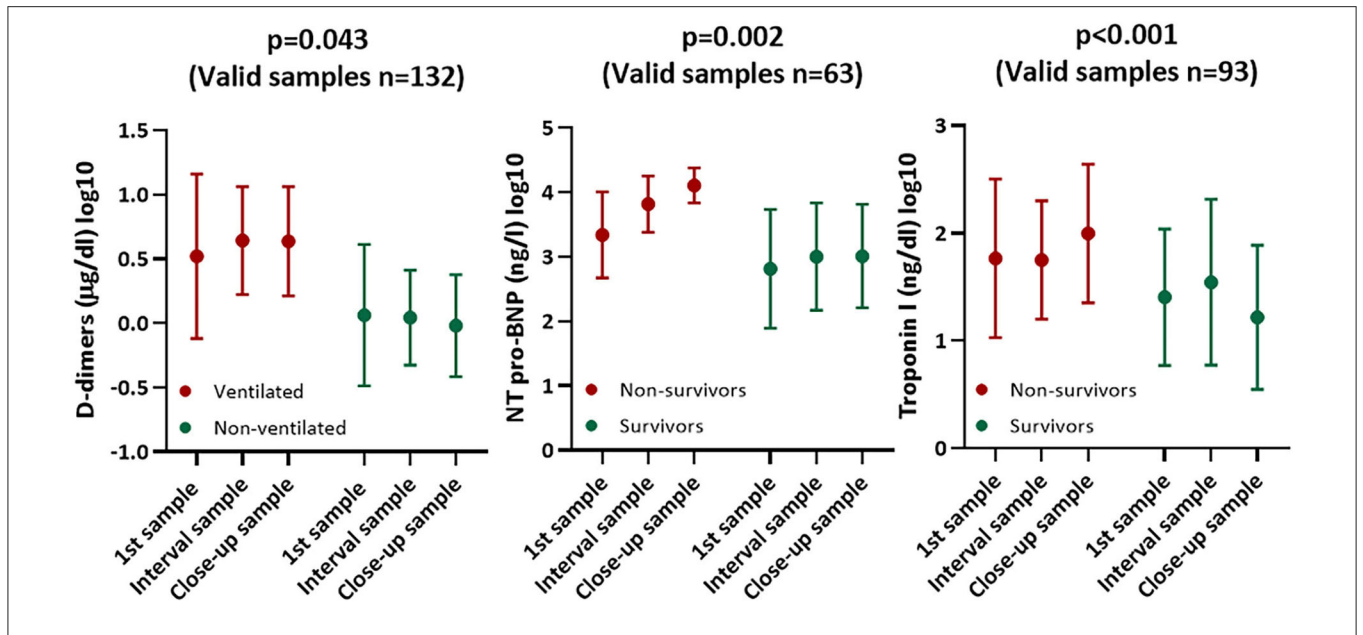 p=0.043
(Valid samples n=132)
D-dimers (µg/dl) log10
1.5
1.0
0.5
0.0
-0.5
-1.0
Ventilated
Non-ventilated
1st sample
Interval sample
Close-up sample
1st sample
Interval sample
Close-up sample
p=0.002
(Valid samples n=63)
NT pro-BNP (ng/l) log10
5
4
3
2
1
0
Non-survivors
Survivors
1st sample
Interval sample
Close-up sample
1st sample
Interval sample
Close-up sample
p<0.001
(Valid samples n=93)
Troponin I (ng/dl) log10
3
2
1
0
Non-survivors
Survivors
1st sample
Interval sample
Close-up sample
1st sample
Interval sample
Close-up sample